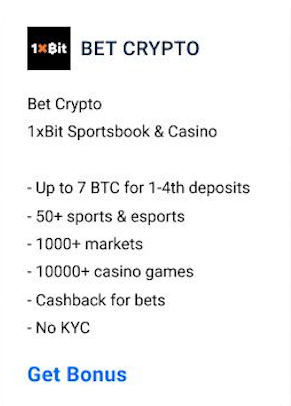 1xBit BET CRYPTO
Bet Crypto
1xBit Sportsbook & Casino
- Up to 7 BTC for 1-4th deposits
- 50+ sports & esports
- 1000+ markets
- 10000+ casino games
- Cashback for bets
- No KYC
Get Bonus